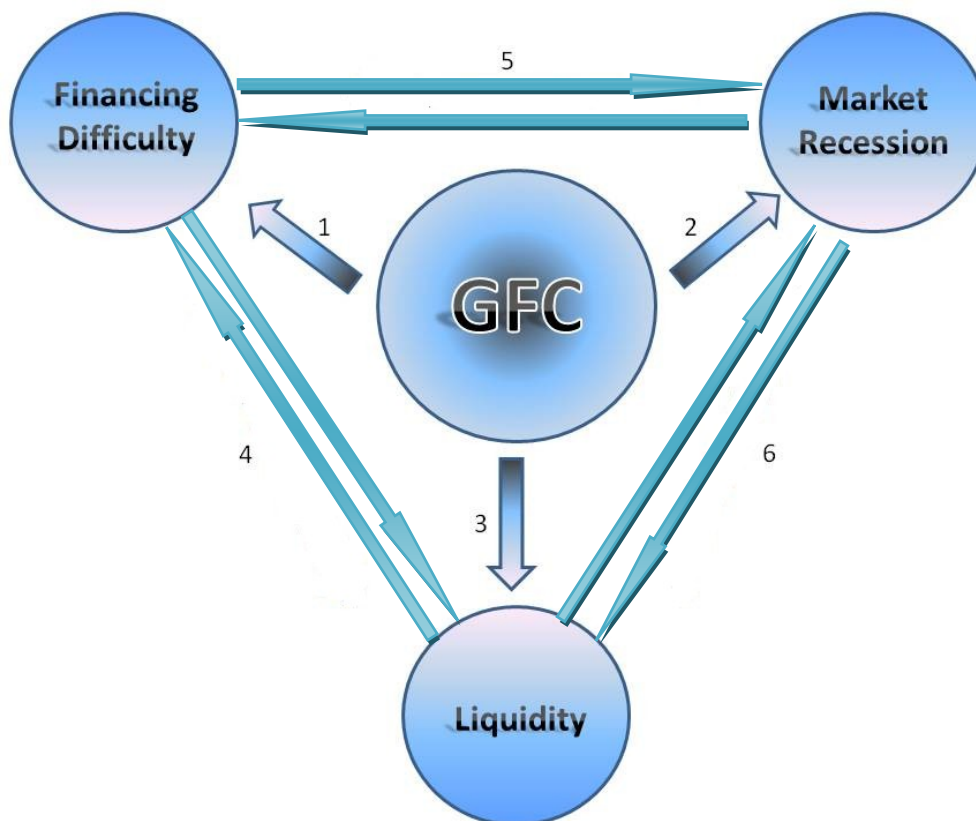 5
Financing
Difficulty
Market
Recession
1
2
GFC
4
6
3
Liquidity